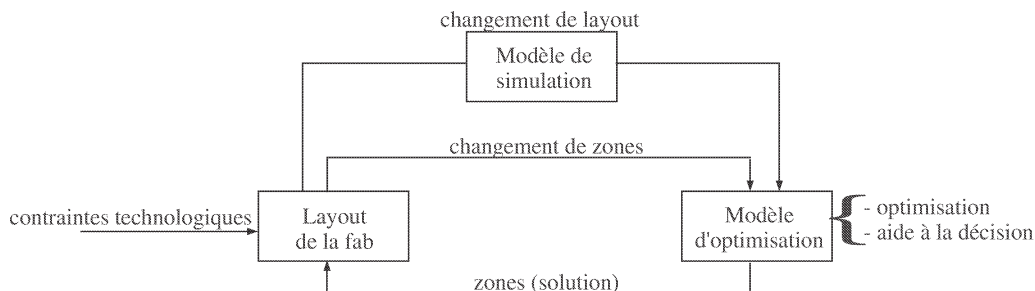 changement de layout
Modèle de
simulation
changement de zones
contraintes technologiques
Layout
de la fab
Modèle
d'optimisation
- optimisation
- aide à la décision
zones (solution)